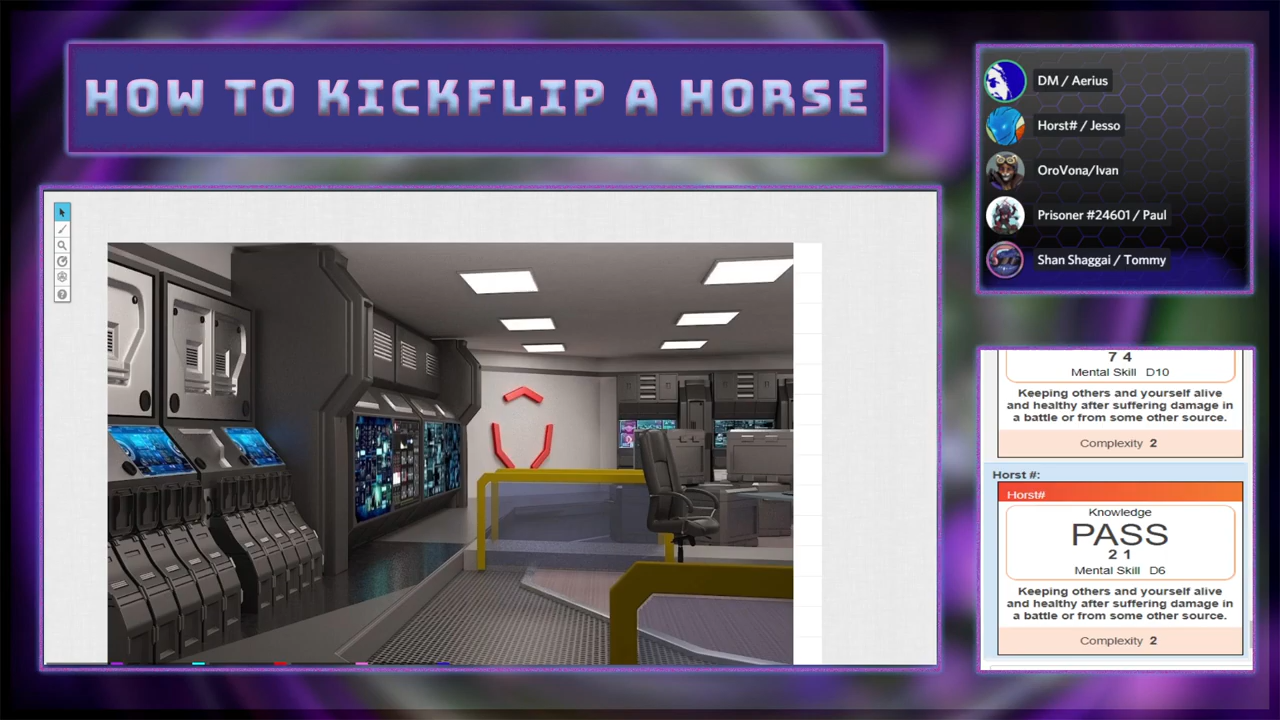 HOW TO KICKFLIP A HORSE
DM / Aerius
Horst# / Jesso
OroVona/Ivan
Prisoner #24601 / Paul
Shan Shaggai / Tommy
7 4
Mental Skill D10
Keeping others and yourself alive
and healthy after suffering damage in
a battle or from some other source.
Complexity 2
Horst #:
Horst#
Knowledge
PASS
2 1
Mental Skill D6
Keeping others and yourself alive
and healthy after suffering damage in
a battle or from some other source.
Complexity 2